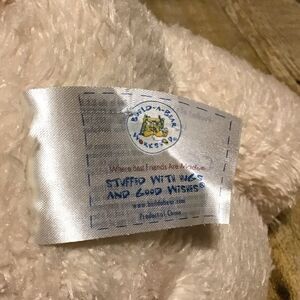 BUILD-A-BEAR
WORKSHOP
Where Best Friends Are Made
STUFFED WITH HUGS
AND GOOD WISHES®
www.buildabear.com
Product of China